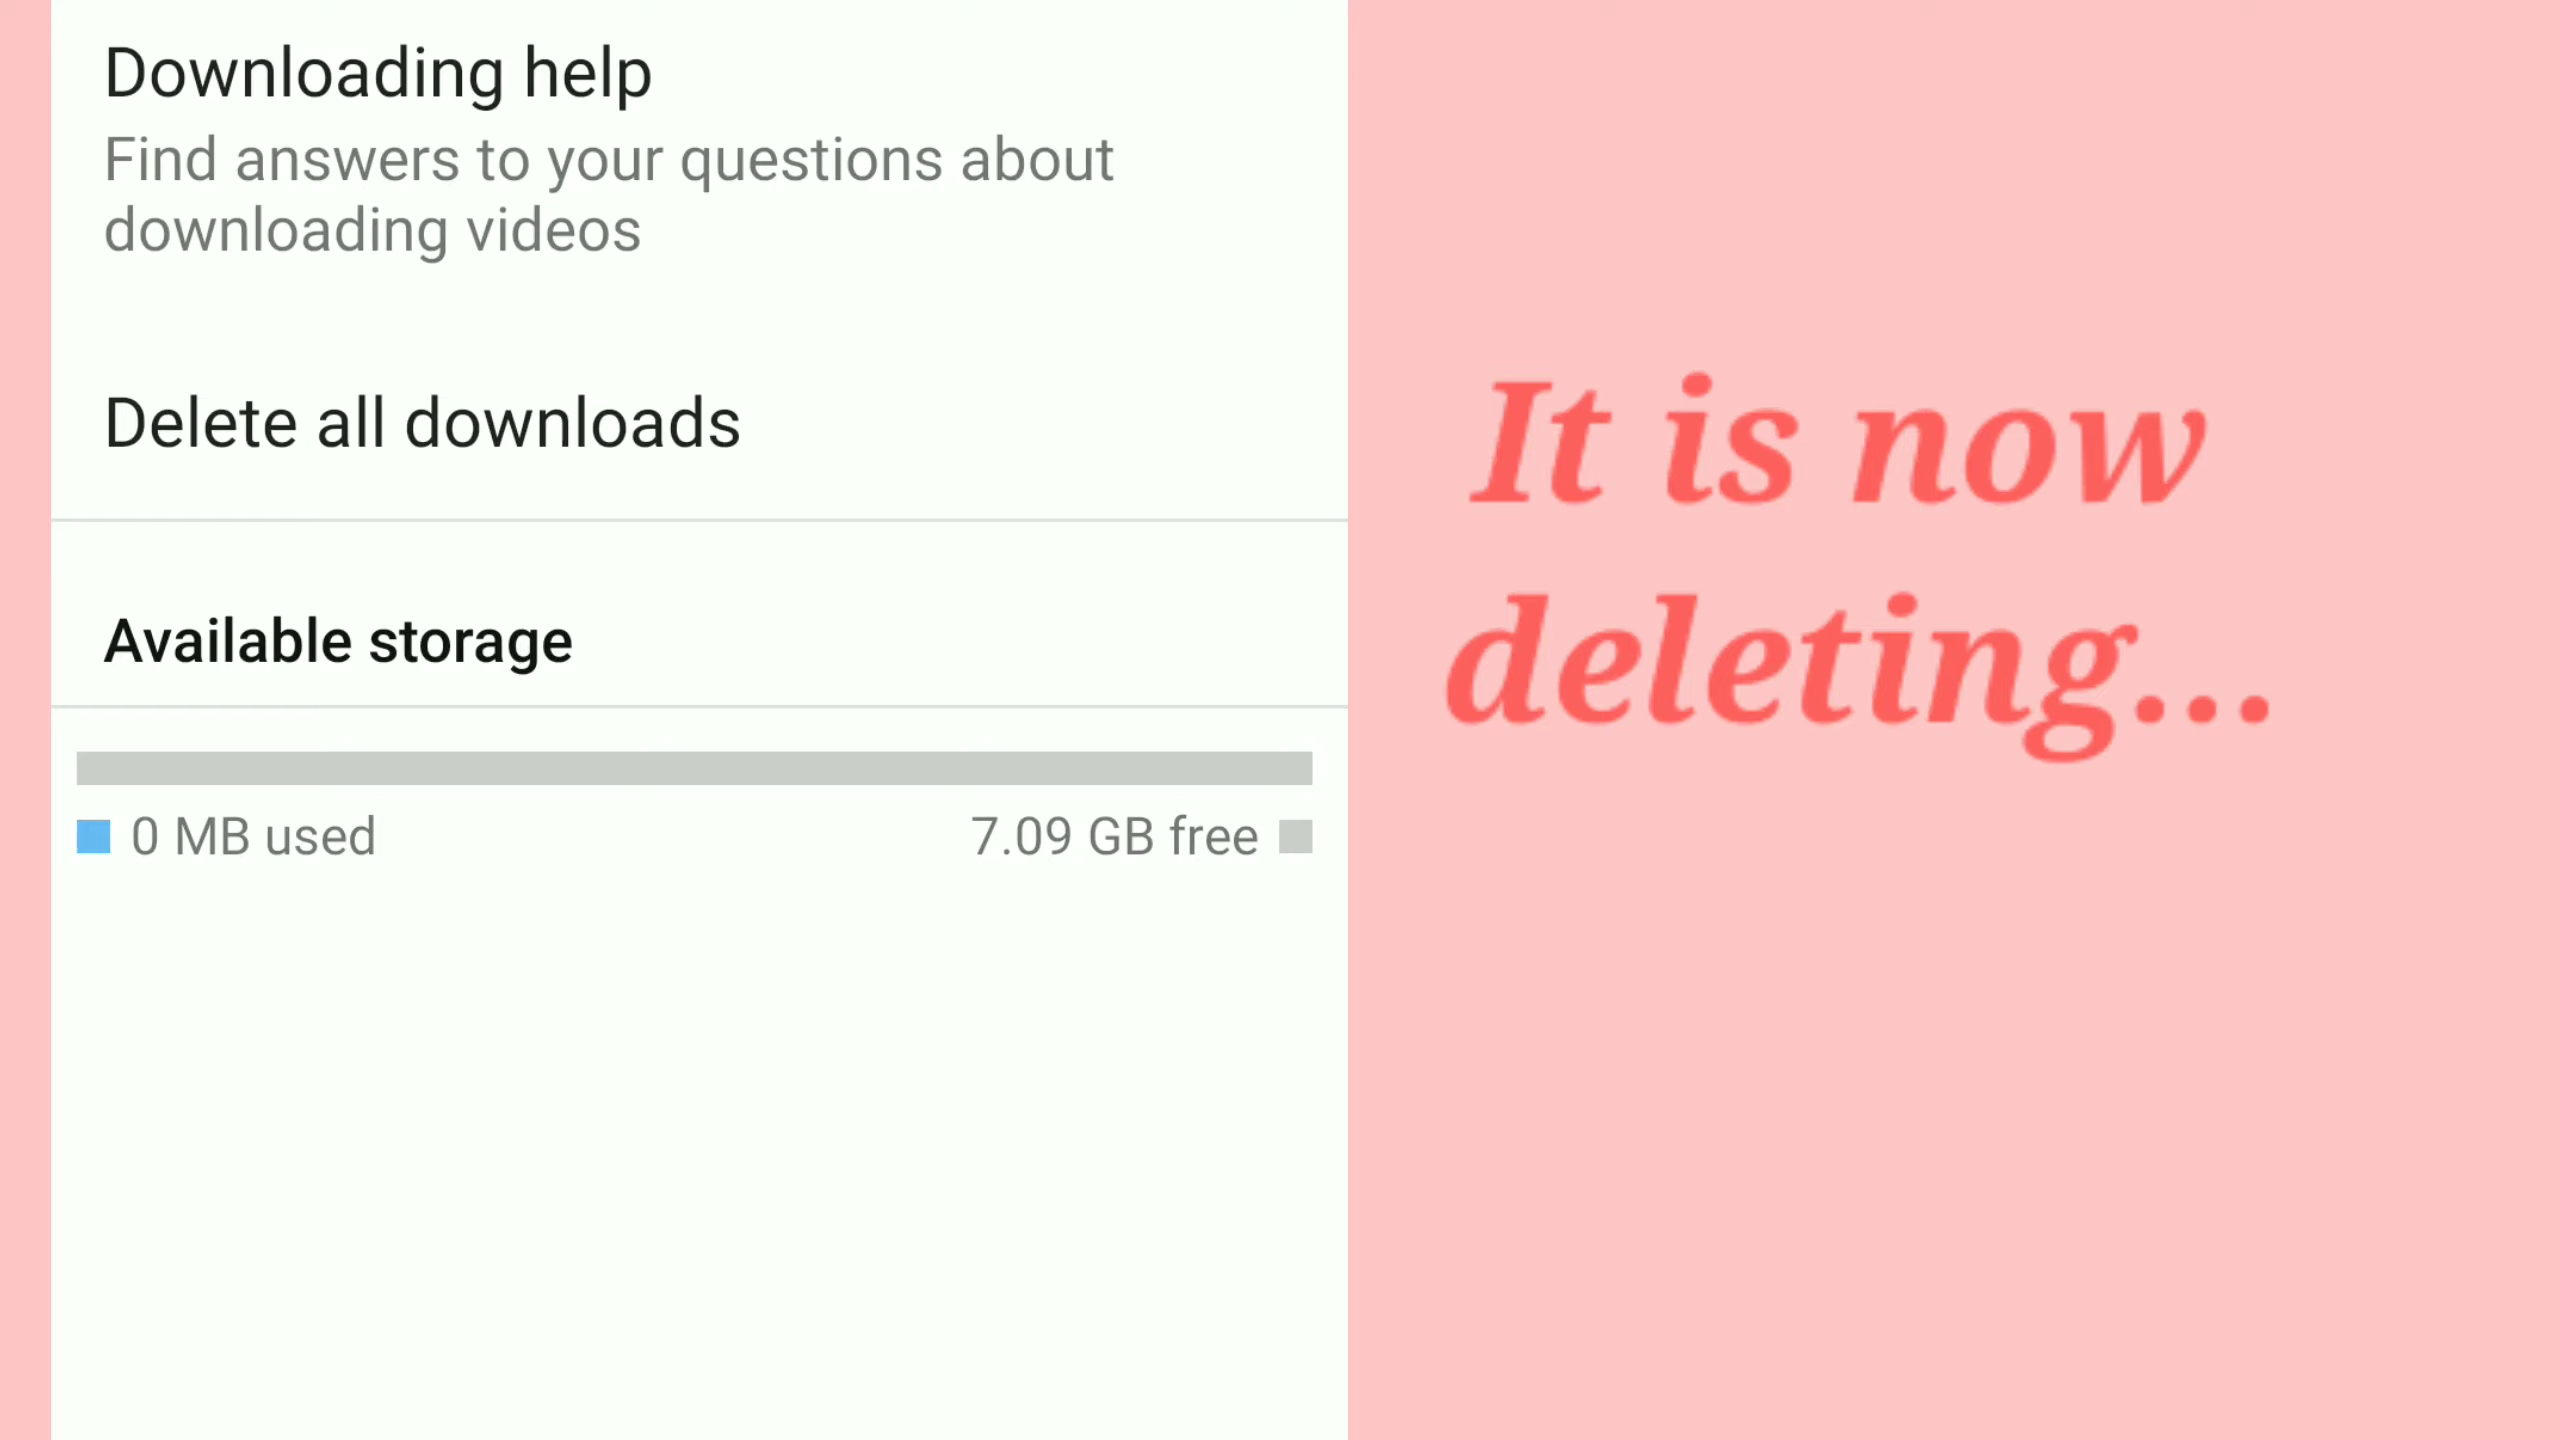 Downloading help
Find answers to your questions about
downloading videos
Delete all downloads
Available storage
0 MB used
7.09 GB free
It is now
deleting...